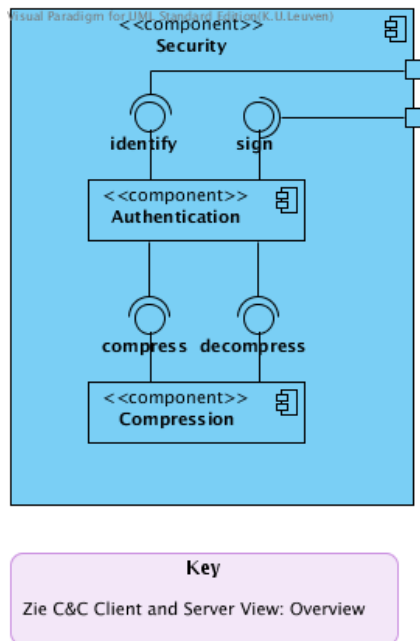 Visual Paradigm for UML Standard Edition(K.U.Leuven)
<<component>>
Security
identify sign
<<component>>
Authentication
compress decompress
<<component>>
Compression
Key
Zie C&C Client and Server View: Overview